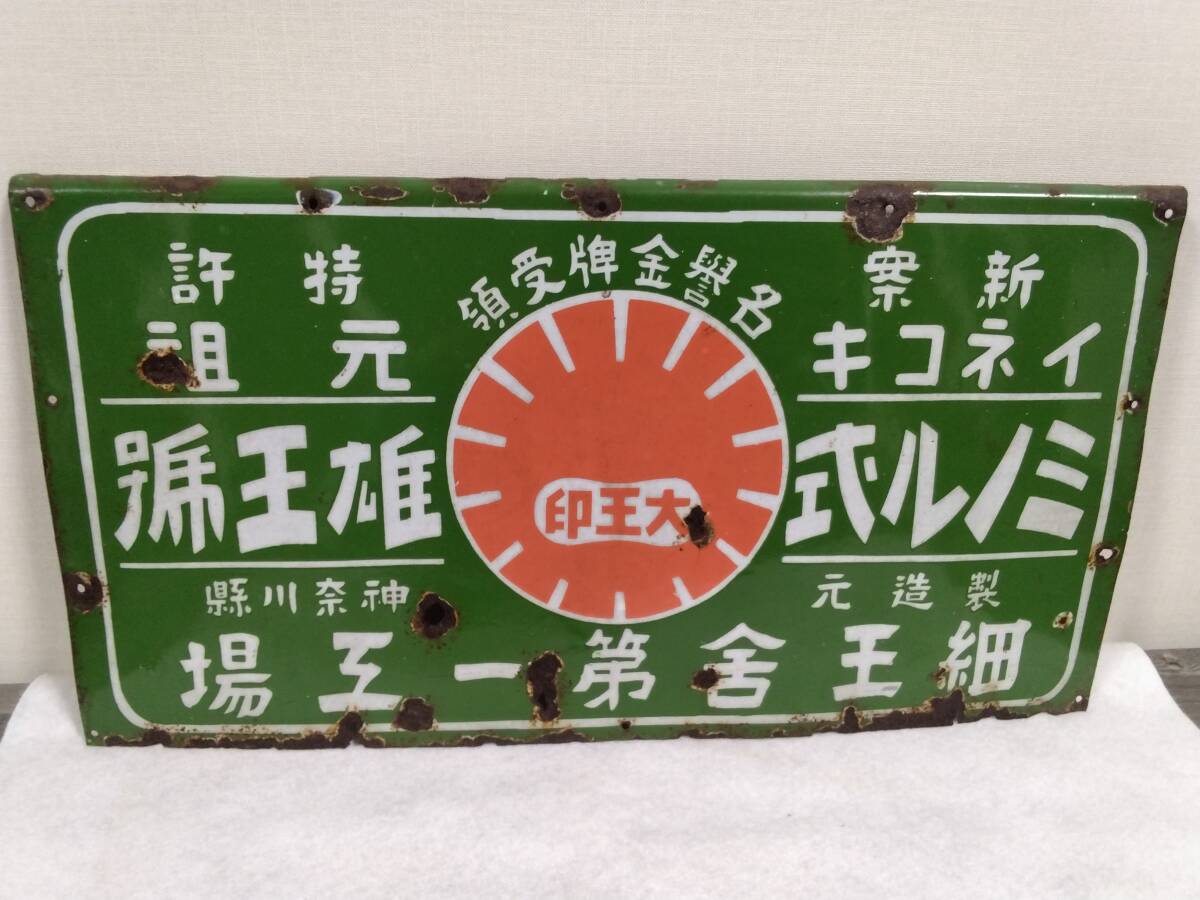 新案
名譽金牌受領
特許
イネコキ
元祖
ミノル式
大王印
雄王號
製造元
神奈川縣
細王舎第一工場